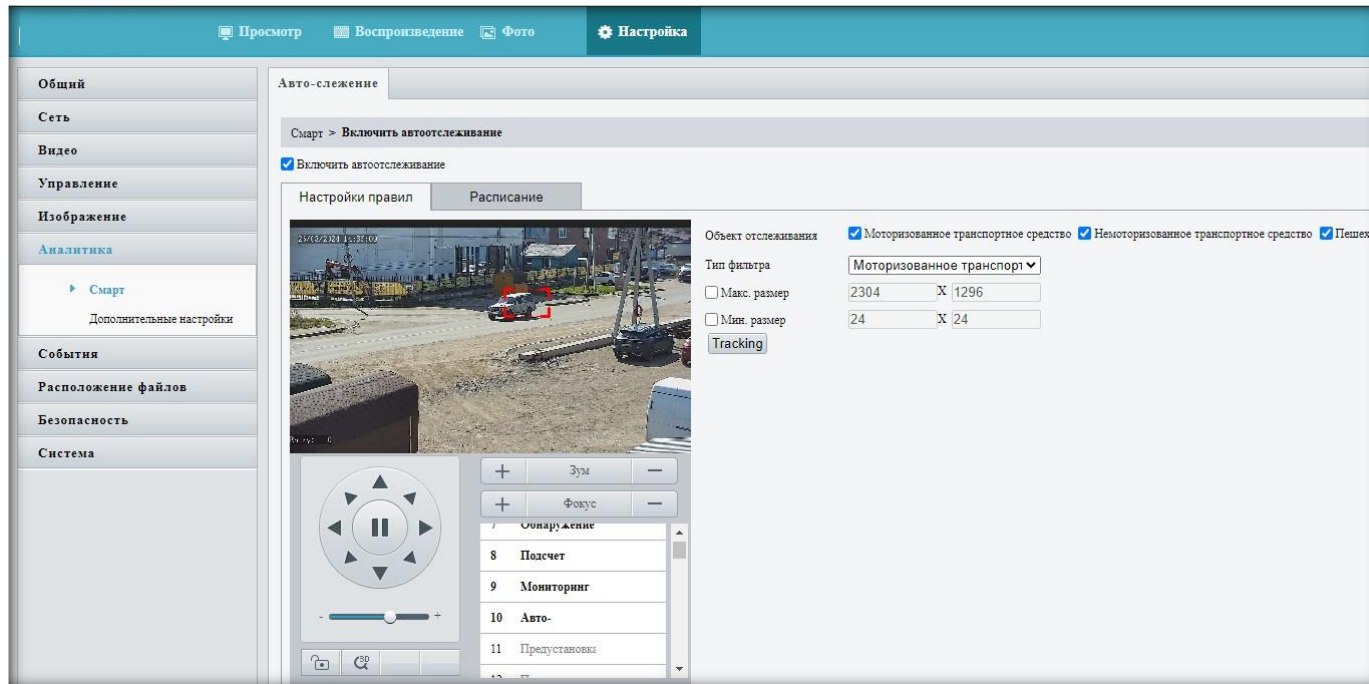 Просмотр Воспроизведение Фото Настройка
Общий
Сеть
Видео
Управление
Изображение
Аналитика
Смарт
Дополнительные настройки
События
Расположение файлов
Безопасность
Система
Авто-слежение
Смарт > Включить автоотслеживание
Включить автоотслеживание
Настройки правил Расписание
Объект отслеживания Моторизованное транспортное средство Немоторизованное транспортное средство Пешех
Тип фильтра Моторизованное транспорт
Макс. размер 2304 X 1296
Мин. размер 24 X 24
Tracking
Зум
Фокус
7 Обнаружение
8 Подсчет
9 Мониторинг
10 Авто-
11 Предустановка
3D